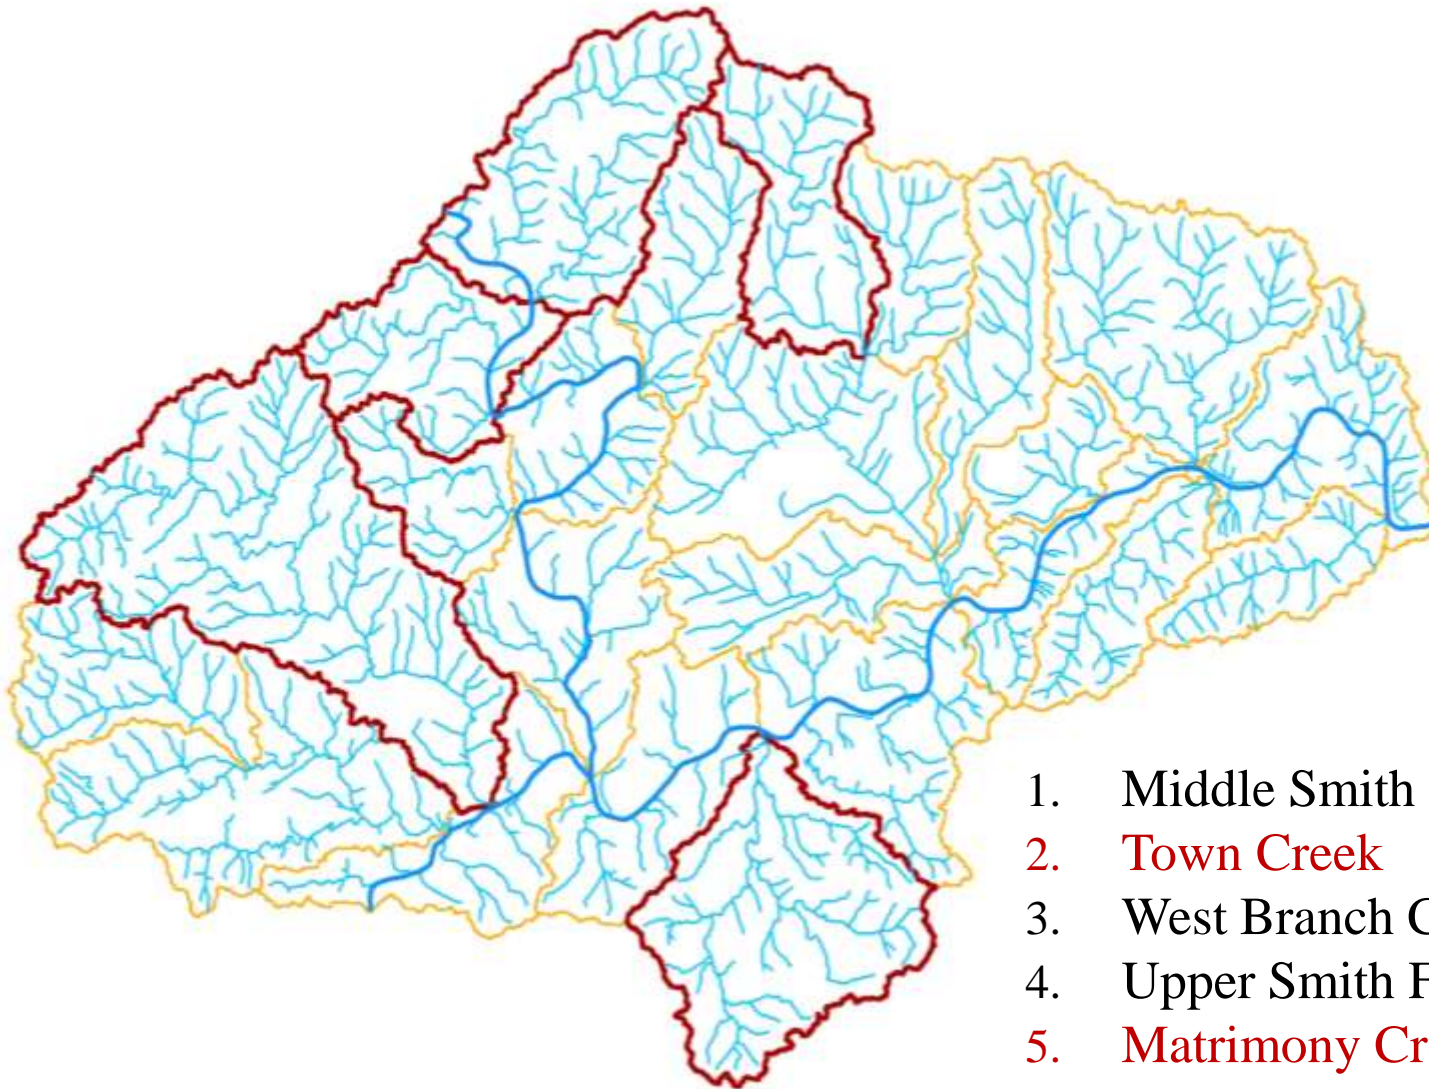 1. Middle Smith
2. Town Creek
3. West Branch
4. Upper Smith
5. Matrimony